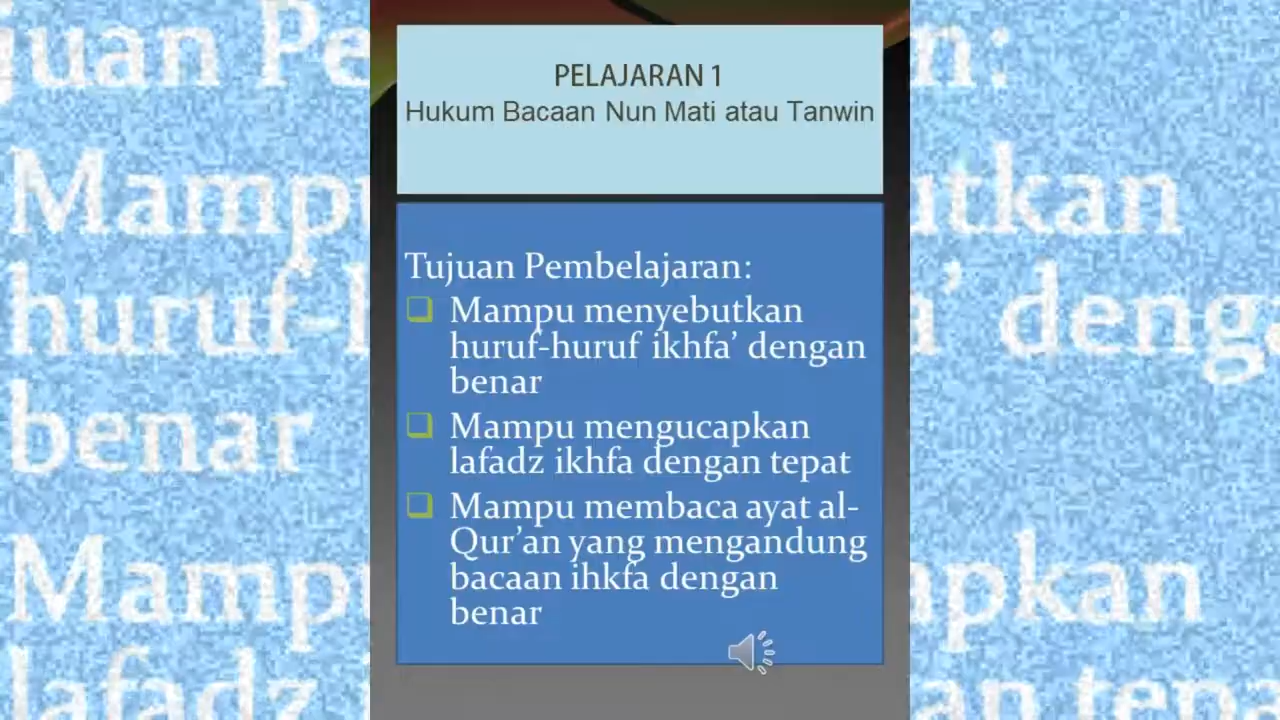 PELAJARAN 1
Hukum Bacaan Nun Mati atau Tanwin
Tujuan Pembelajaran:
Mampu menyebutkan
huruf-huruf ikhfa’ dengan
benar
Mampu mengucapkan
lafadz ikhfa dengan tepat
Mampu membaca ayat al-
Qur’an yang mengandung
bacaan ihkfa dengan
benar